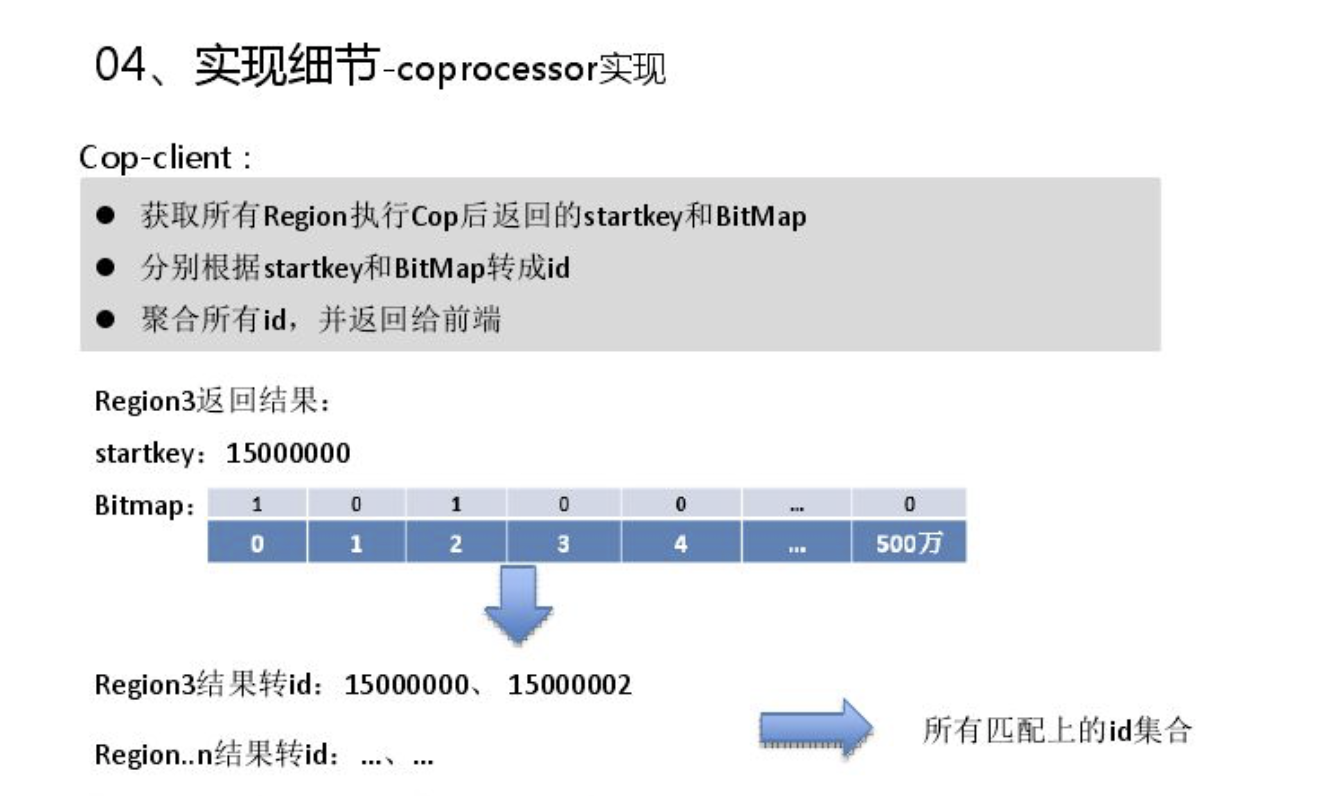 04、实现细节-coprocessor实现
Cop-client：
● 获取所有Region执行Cop后返回的startkey和BitMap
● 分别根据startkey和BitMap转成id
● 聚合所有id，并返回给前端
Region3返回结果：
startkey：15000000
Bitmap： 1 0 1 0 0 ... 0
0 1 2 3 4 ... 500万
Region3结果转id：15000000、 15000002
所有匹配上的id集合
Region..n结果转id：...、...